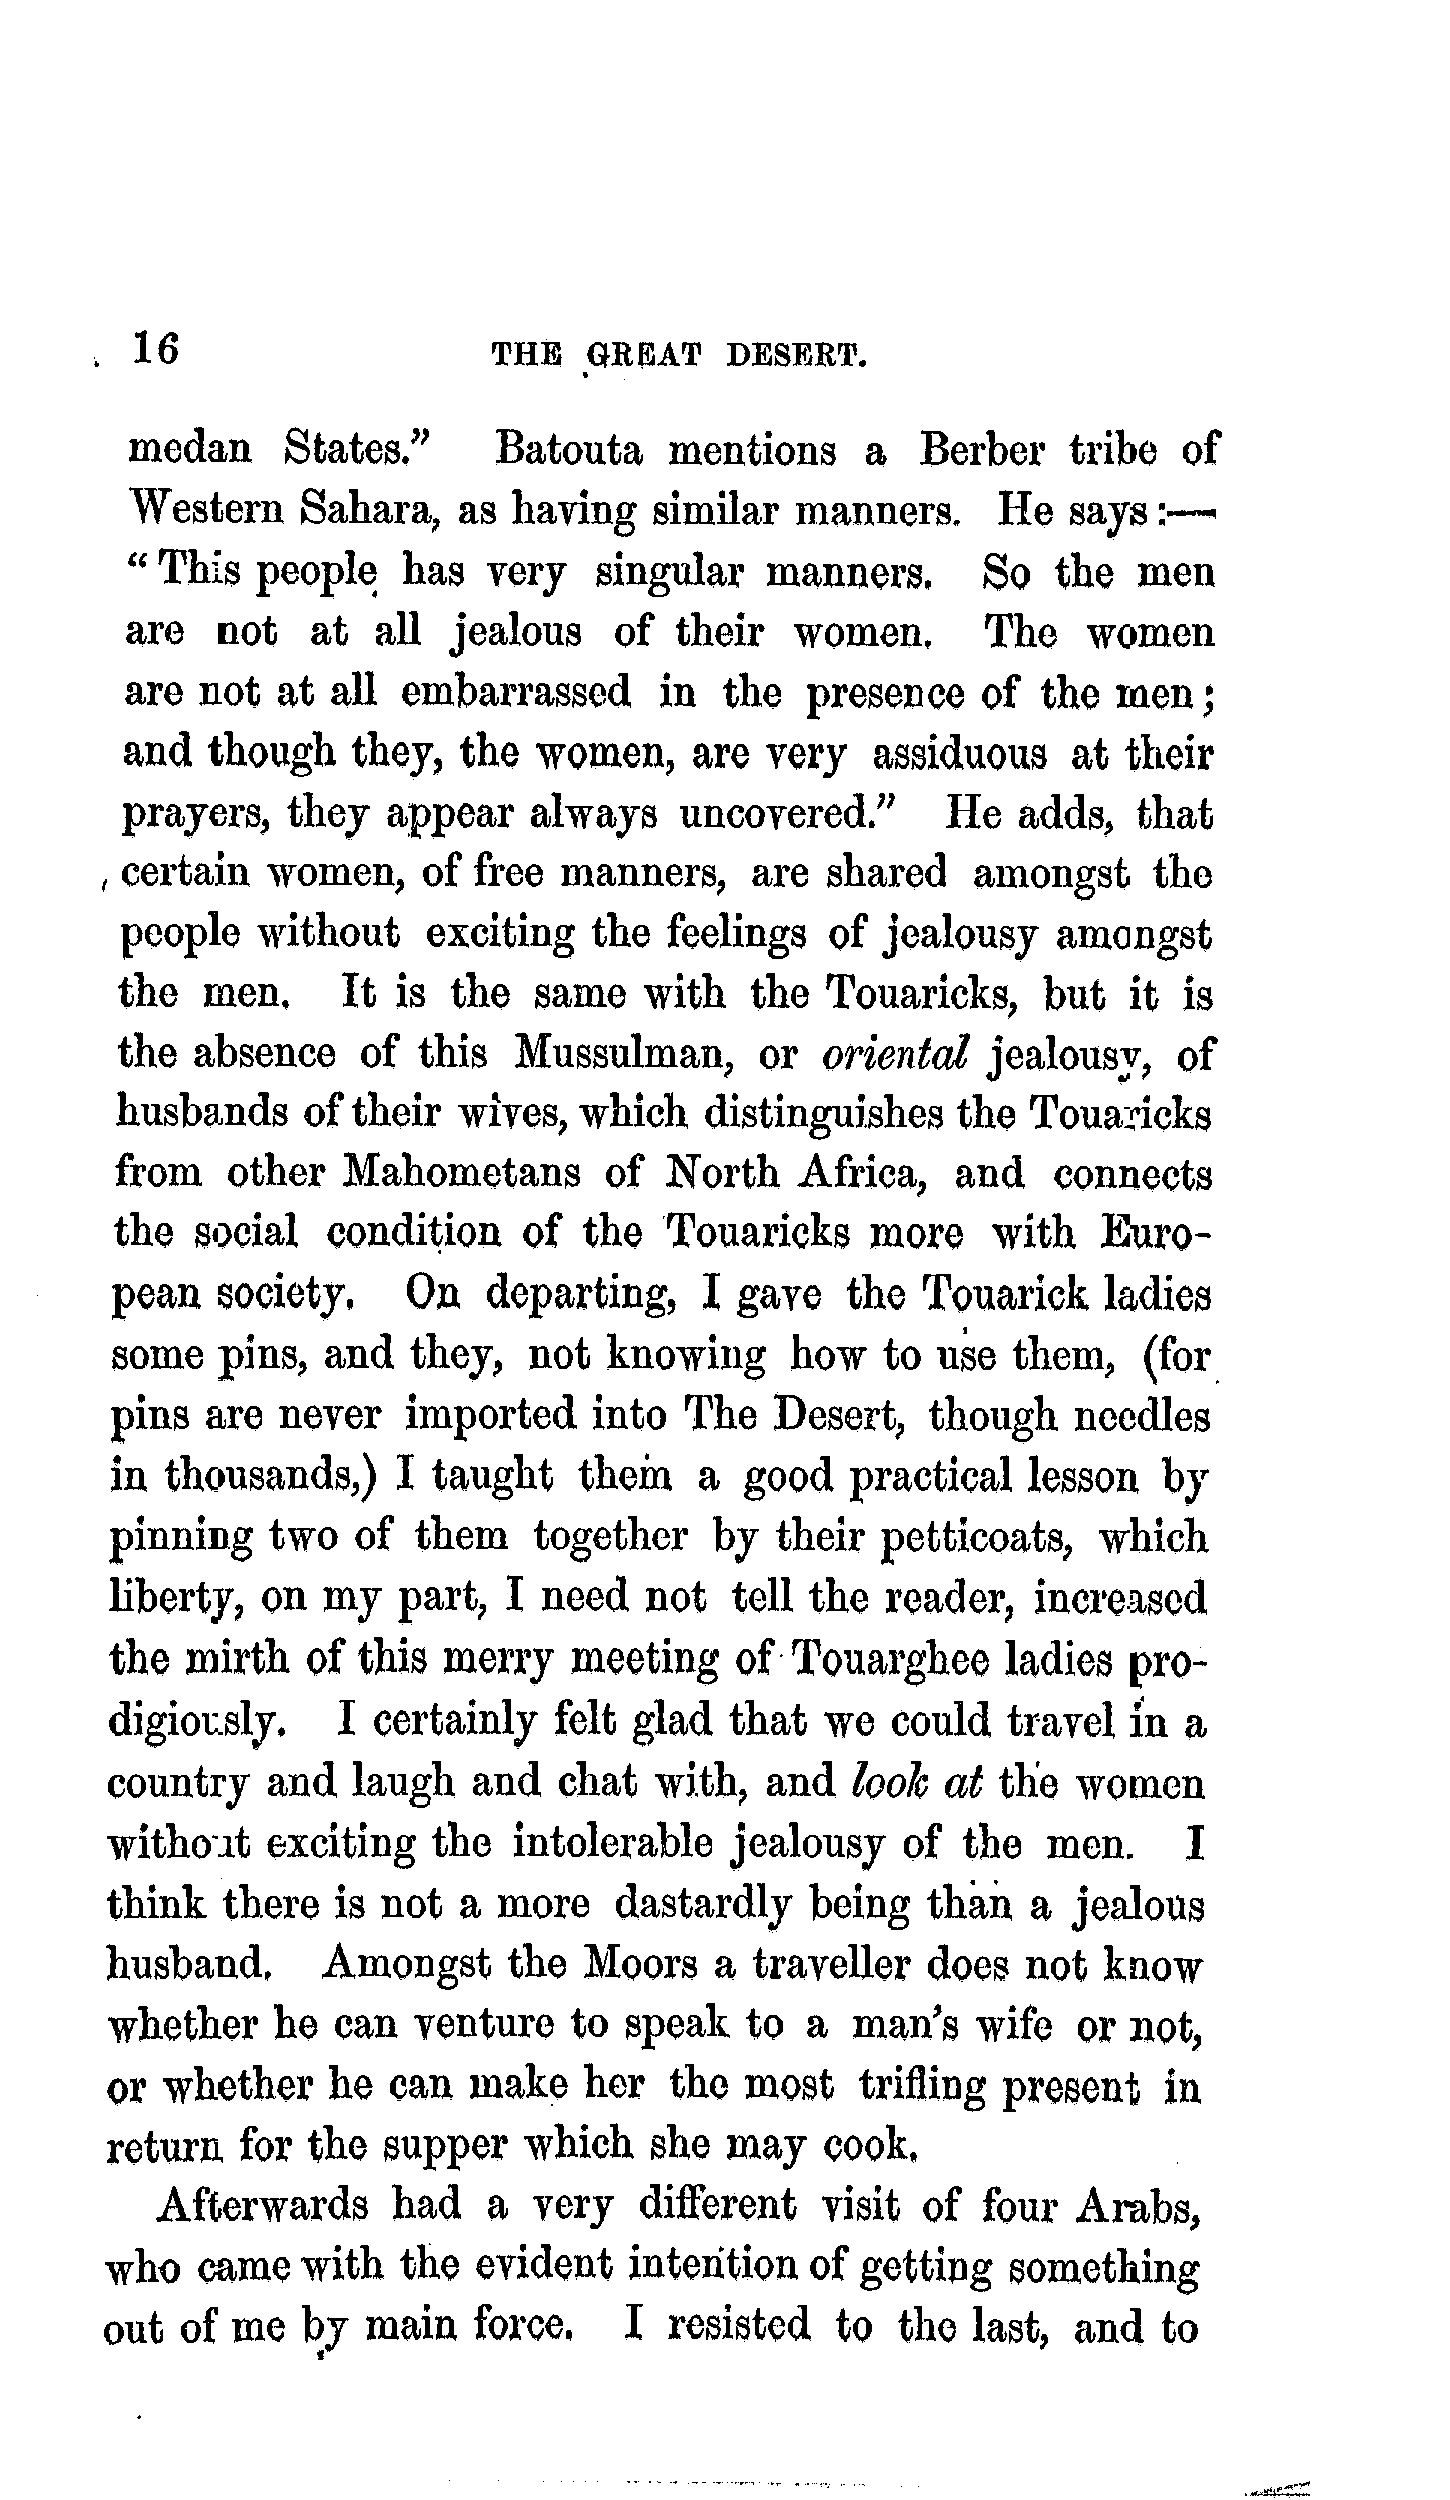 16 THE GREAT DESERT.
medan States.” Batouta mentions a Berber tribe of
Western Sahara, as having similar manners. He says:—
“This people has very singular manners. So the men
are not at all jealous of their women. The women
are not at all embarrassed in the presence of the men;
and though they, the women, are very assiduous at their
prayers, they appear always uncovered.” He adds, that
certain women, of free manners, are shared amongst the
people without exciting the feelings of jealousy amongst
the men. It is the same with the Touaricks, but it is
the absence of this Mussulman, or oriental jealousy, of
husbands of their wives, which distinguishes the Touaricks
from other Mahometans of North Africa, and connects
the social condition of the Touaricks more with Euro-
pean society. On departing, I gave the Touarick ladies
some pins, and they, not knowing how to use them, (for
pins are never imported into The Desert, though needles
in thousands,) I taught them a good practical lesson by
pinning two of them together by their petticoats, which
liberty, on my part, I need not tell the reader, increased
the mirth of this merry meeting of Touarghee ladies pro-
digiously. I certainly felt glad that we could travel in a
country and laugh and chat with, and look at the women
without exciting the intolerable jealousy of the men. I
think there is not a more dastardly being than a jealous
husband. Amongst the Moors a traveller does not know
whether he can venture to speak to a man’s wife or not,
or whether he can make her the most trifling present in
return for the supper which she may cook.
Afterwards had a very different visit of four Arabs,
who came with the evident intention of getting something
out of me by main force. I resisted to the last, and to